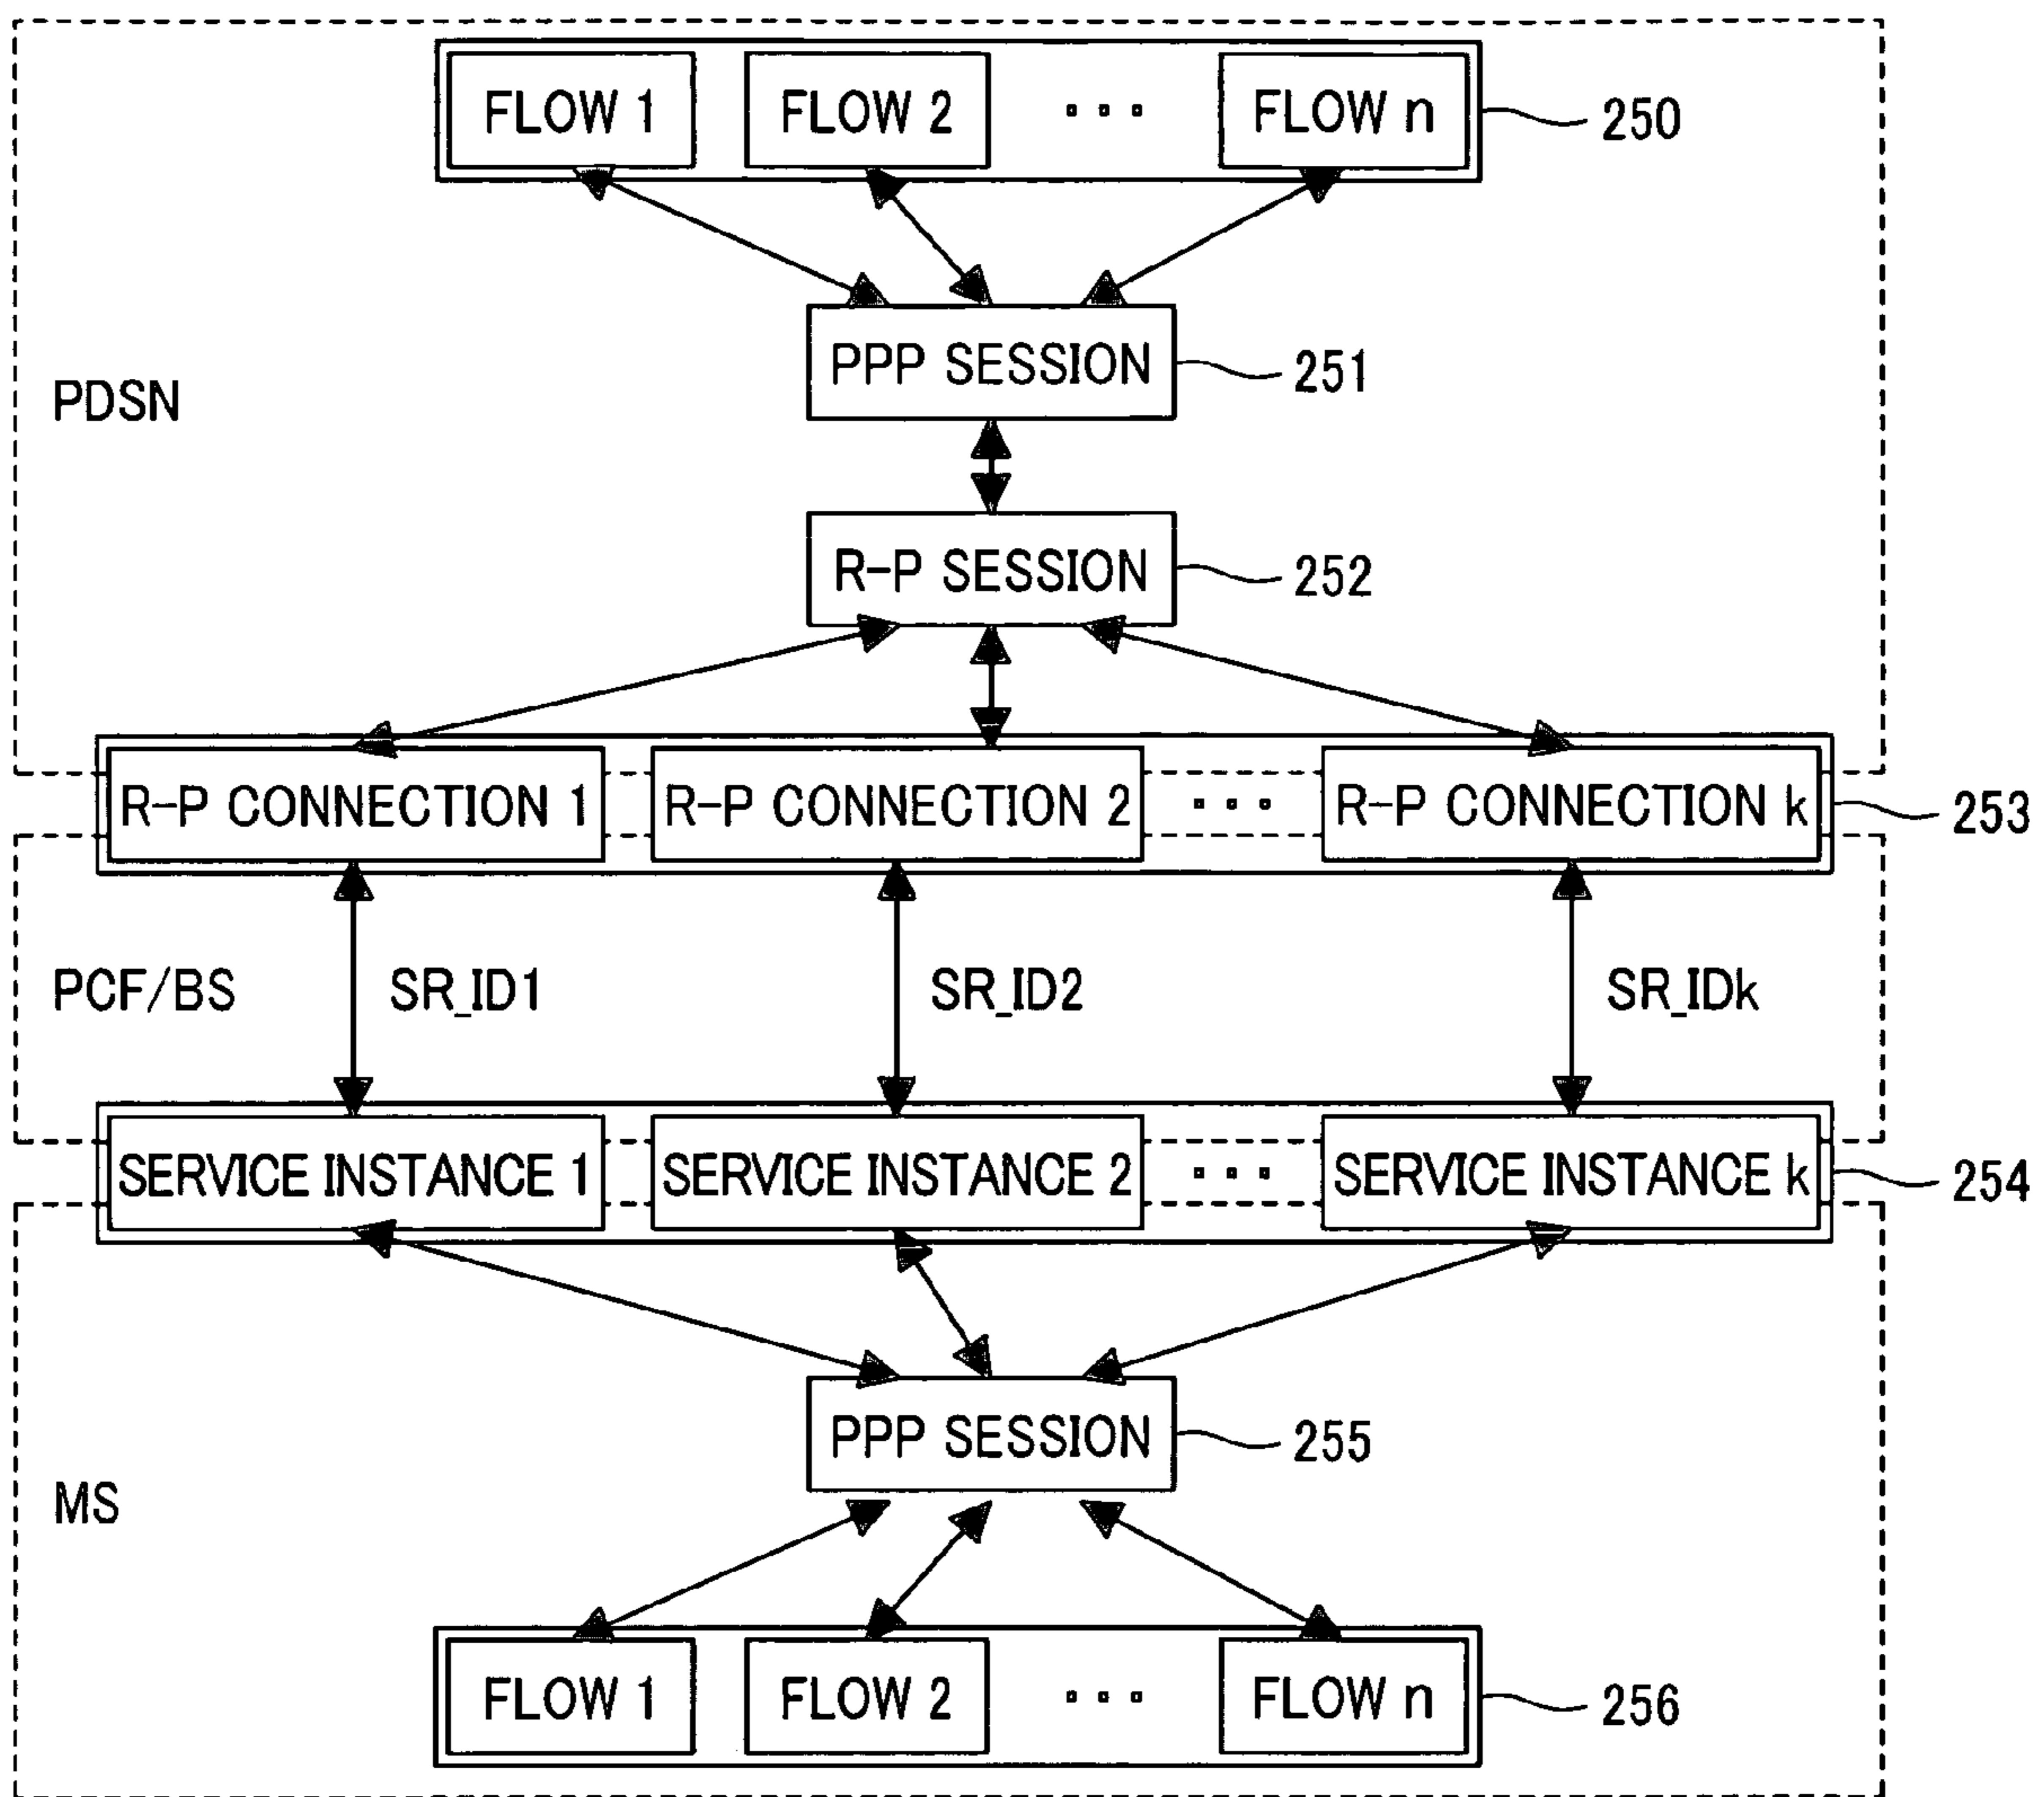 FLOW 1 FLOW 2 ... FLOW n 250
PPP SESSION 251
PDSN
R-P SESSION 252
R-P CONNECTION 1 R-P CONNECTION 2 ... R-P CONNECTION k 253
PCF/BS SR_ID1 SR_ID2 SR_IDk
SERVICE INSTANCE 1 SERVICE INSTANCE 2 ... SERVICE INSTANCE k 254
PPP SESSION 255
MS
FLOW 1 FLOW 2 ... FLOW n 256